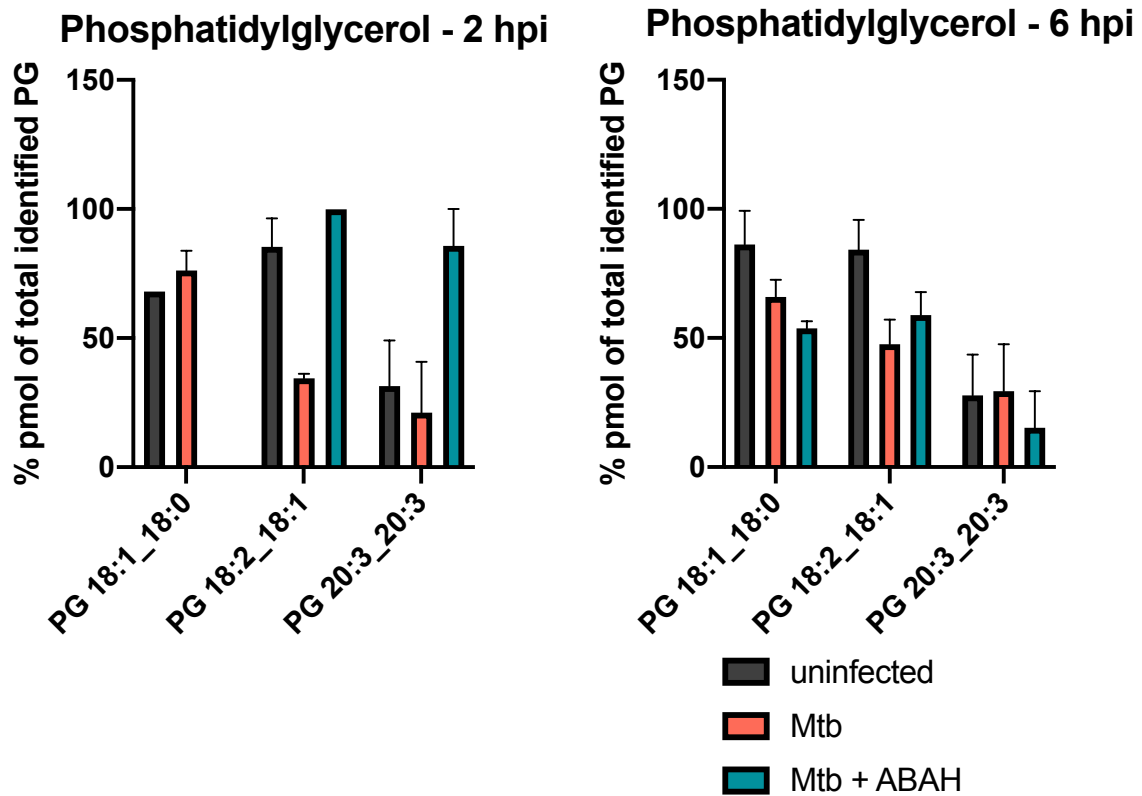 Phosphatidylglycerol - 2 hpi
% pmol of total identified PG
150
100
50
0
PG 18:1_18:0
PG 18:2_18:1
PG 20:3_20:3
Phosphatidylglycerol - 6 hpi
% pmol of total identified PG
150
100
50
0
PG 18:1_18:0
PG 18:2_18:1
PG 20:3_20:3
uninfected
Mtb
Mtb + ABAH